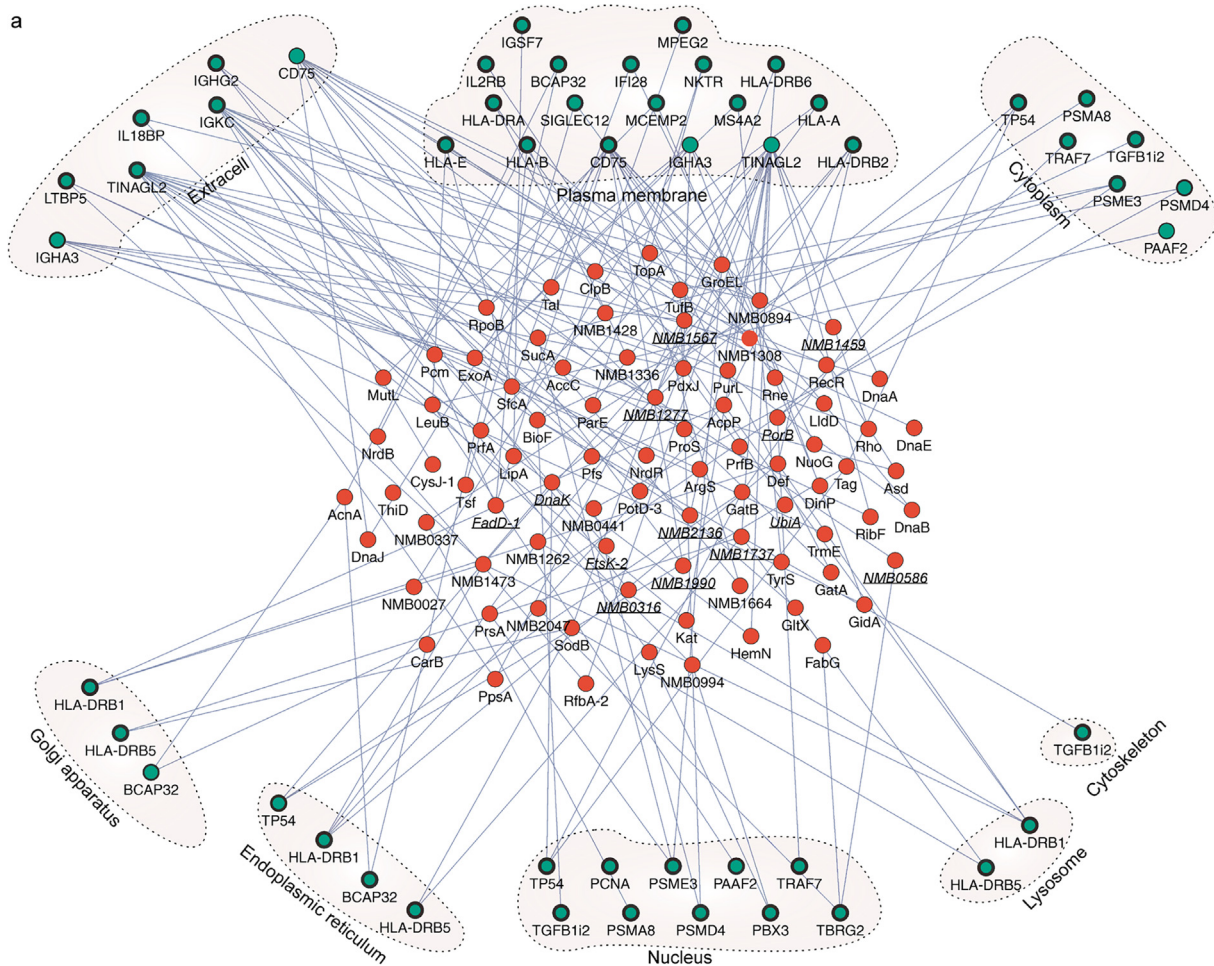 a
IGSF7
MPEG2
IGHG2
CD75
IL2RB
BCAP32
IFI28
NKTR
HLA-DRB6
IGKC
HLA-DRA
SIGLEC12
MCEMP2
MS4A2
HLA-A
TP54
PSMA8
IL18BP
HLA-E
HLA-B
CD75
IGHA3
TINAGL2
HLA-DRB2
TRAF7
TGFB1i2
TINAGL2
LTBP5
Extracell
Plasma membrane
Cytoplasm
PSME3
PSMD4
IGHA3
PAAF2
TopA
GroEL
ClpB
Tal
TufB
NMB0894
RpoB
NMB1428
NMB1567
NMB1459
SucA
NMB1308
Pcm
ExoA
AccC
NMB1336
PdxJ
PurL
Rne
RecR
DnaA
MutL
SfcA
LeuB
BioF
ParE
NMB1277
AcpP
PorB
LldD
Rho
DnaE
NrdB
PrfA
ProS
PrfB
NuoG
CysJ-1
LipA
Pfs
NrdR
ArgS
Def
Tag
Asd
AcnA
ThiD
Tsf
FadD-1
DnaK
PotD-3
GatB
DinP
UbiA
RibF
DnaB
DnaJ
NMB0337
NMB0441
NMB2136
TrmE
NMB1262
FtsK-2
NMB1737
NMB1473
NMB1990
TyrS
GatA
NMB0586
NMB0027
NMB0316
NMB1664
PrsA
NMB2047
SodB
Kat
HemN
GltX
GidA
CarB
LysS
NMB0994
FabG
PpsA
RfbA-2
HLA-DRB1
HLA-DRB5
BCAP32
Golgi apparatus
TGFB1i2
Cytoskeleton
TP54
HLA-DRB1
BCAP32
HLA-DRB5
Endoplasmic reticulum
HLA-DRB1
HLA-DRB5
Lysosome
TP54
PCNA
PSME3
PAAF2
TRAF7
TGFB1i2
PSMA8
PSMD4
PBX3
TBRG2
Nucleus